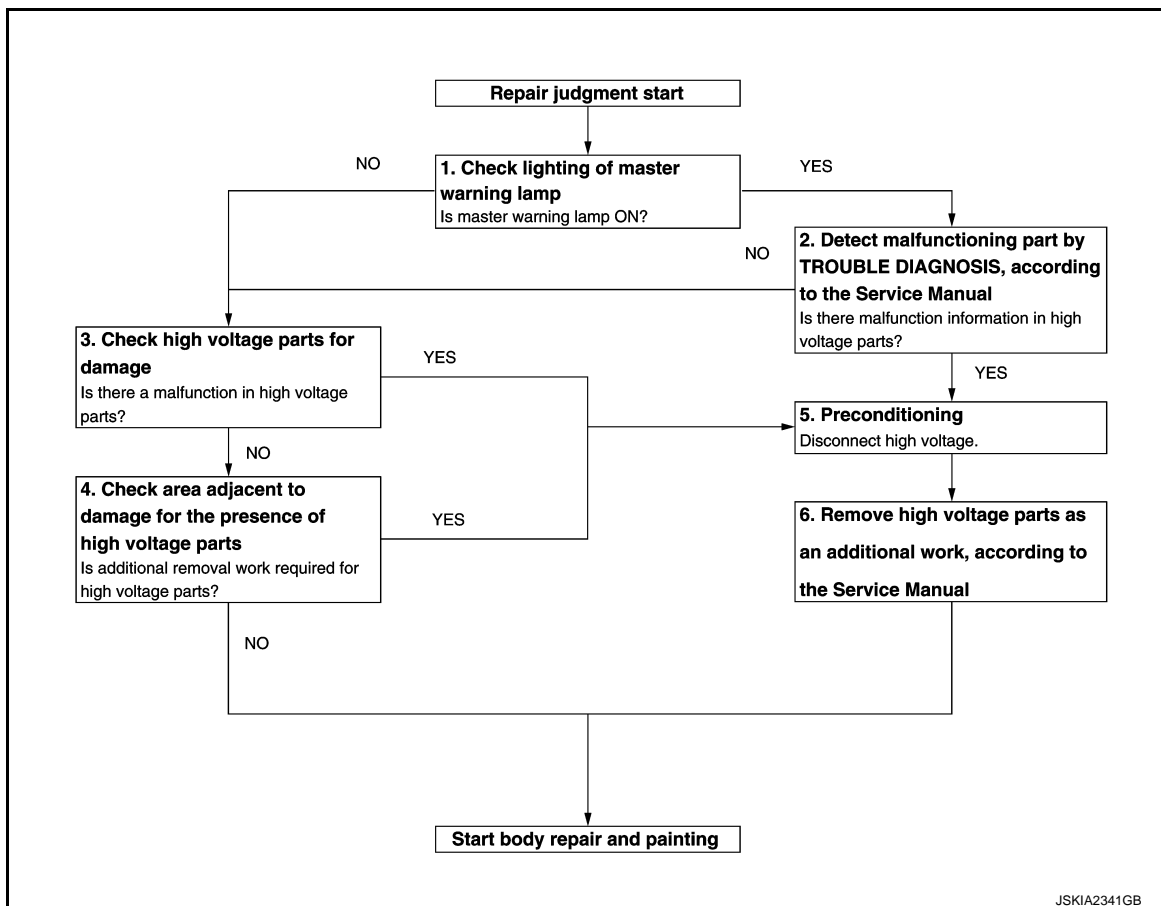 Repair judgment start
NO
YES
1. Check lighting of master
warning lamp
Is master warning lamp ON?
2. Detect malfunctioning part by
TROUBLE DIAGNOSIS, according
to the Service Manual
Is there malfunction information in high
voltage parts?
NO
3. Check high voltage parts for
damage
Is there a malfunction in high voltage
parts?
YES
YES
5. Preconditioning
Disconnect high voltage.
NO
4. Check area adjacent to
damage for the presence of
high voltage parts
Is additional removal work required for
high voltage parts?
YES
6. Remove high voltage parts as
an additional work, according to
the Service Manual
NO
Start body repair and painting
JSKIA2341GB